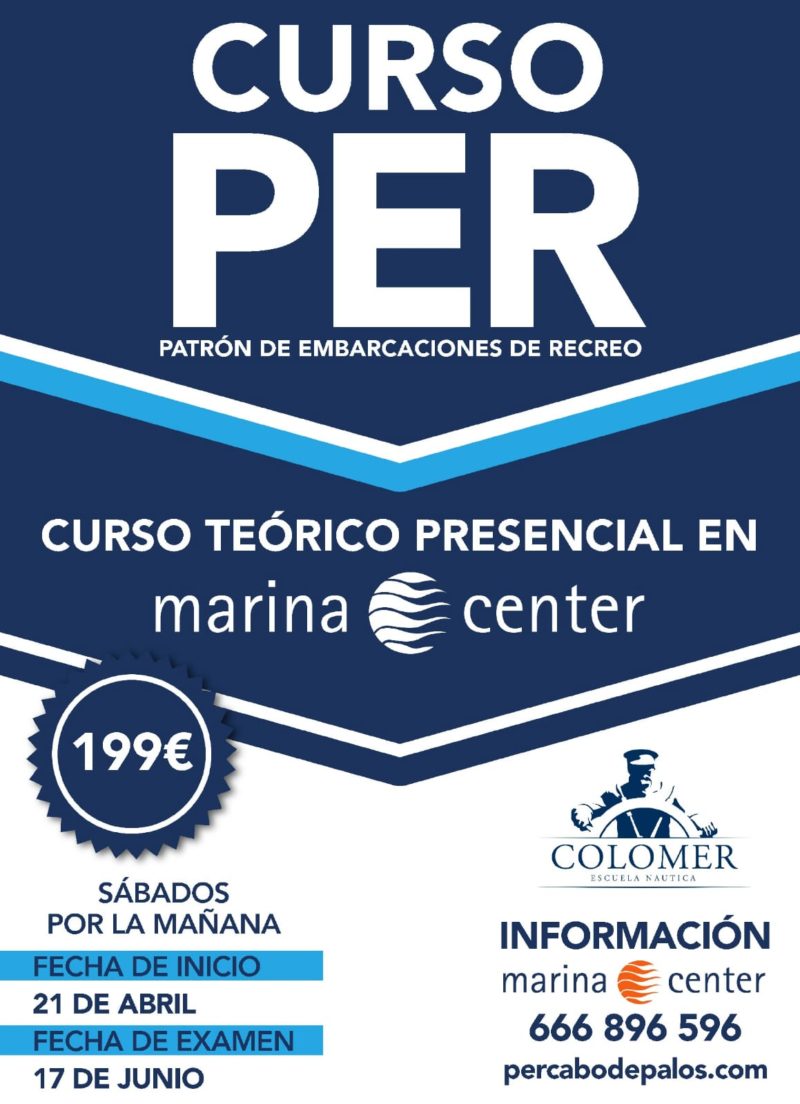 CURSO
PER
PATRÓN DE EMBARCACIONES DE RECREO
CURSO TEÓRICO PRESENCIAL EN
marina center
199€
SÁBADOS
POR LA MAÑANA
FECHA DE INICIO
21 DE ABRIL
FECHA DE EXAMEN
17 DE JUNIO
COLOMER
ESCUELA NAUTICA
INFORMACIÓN
marina center
666 896 596
percabodepalos.com